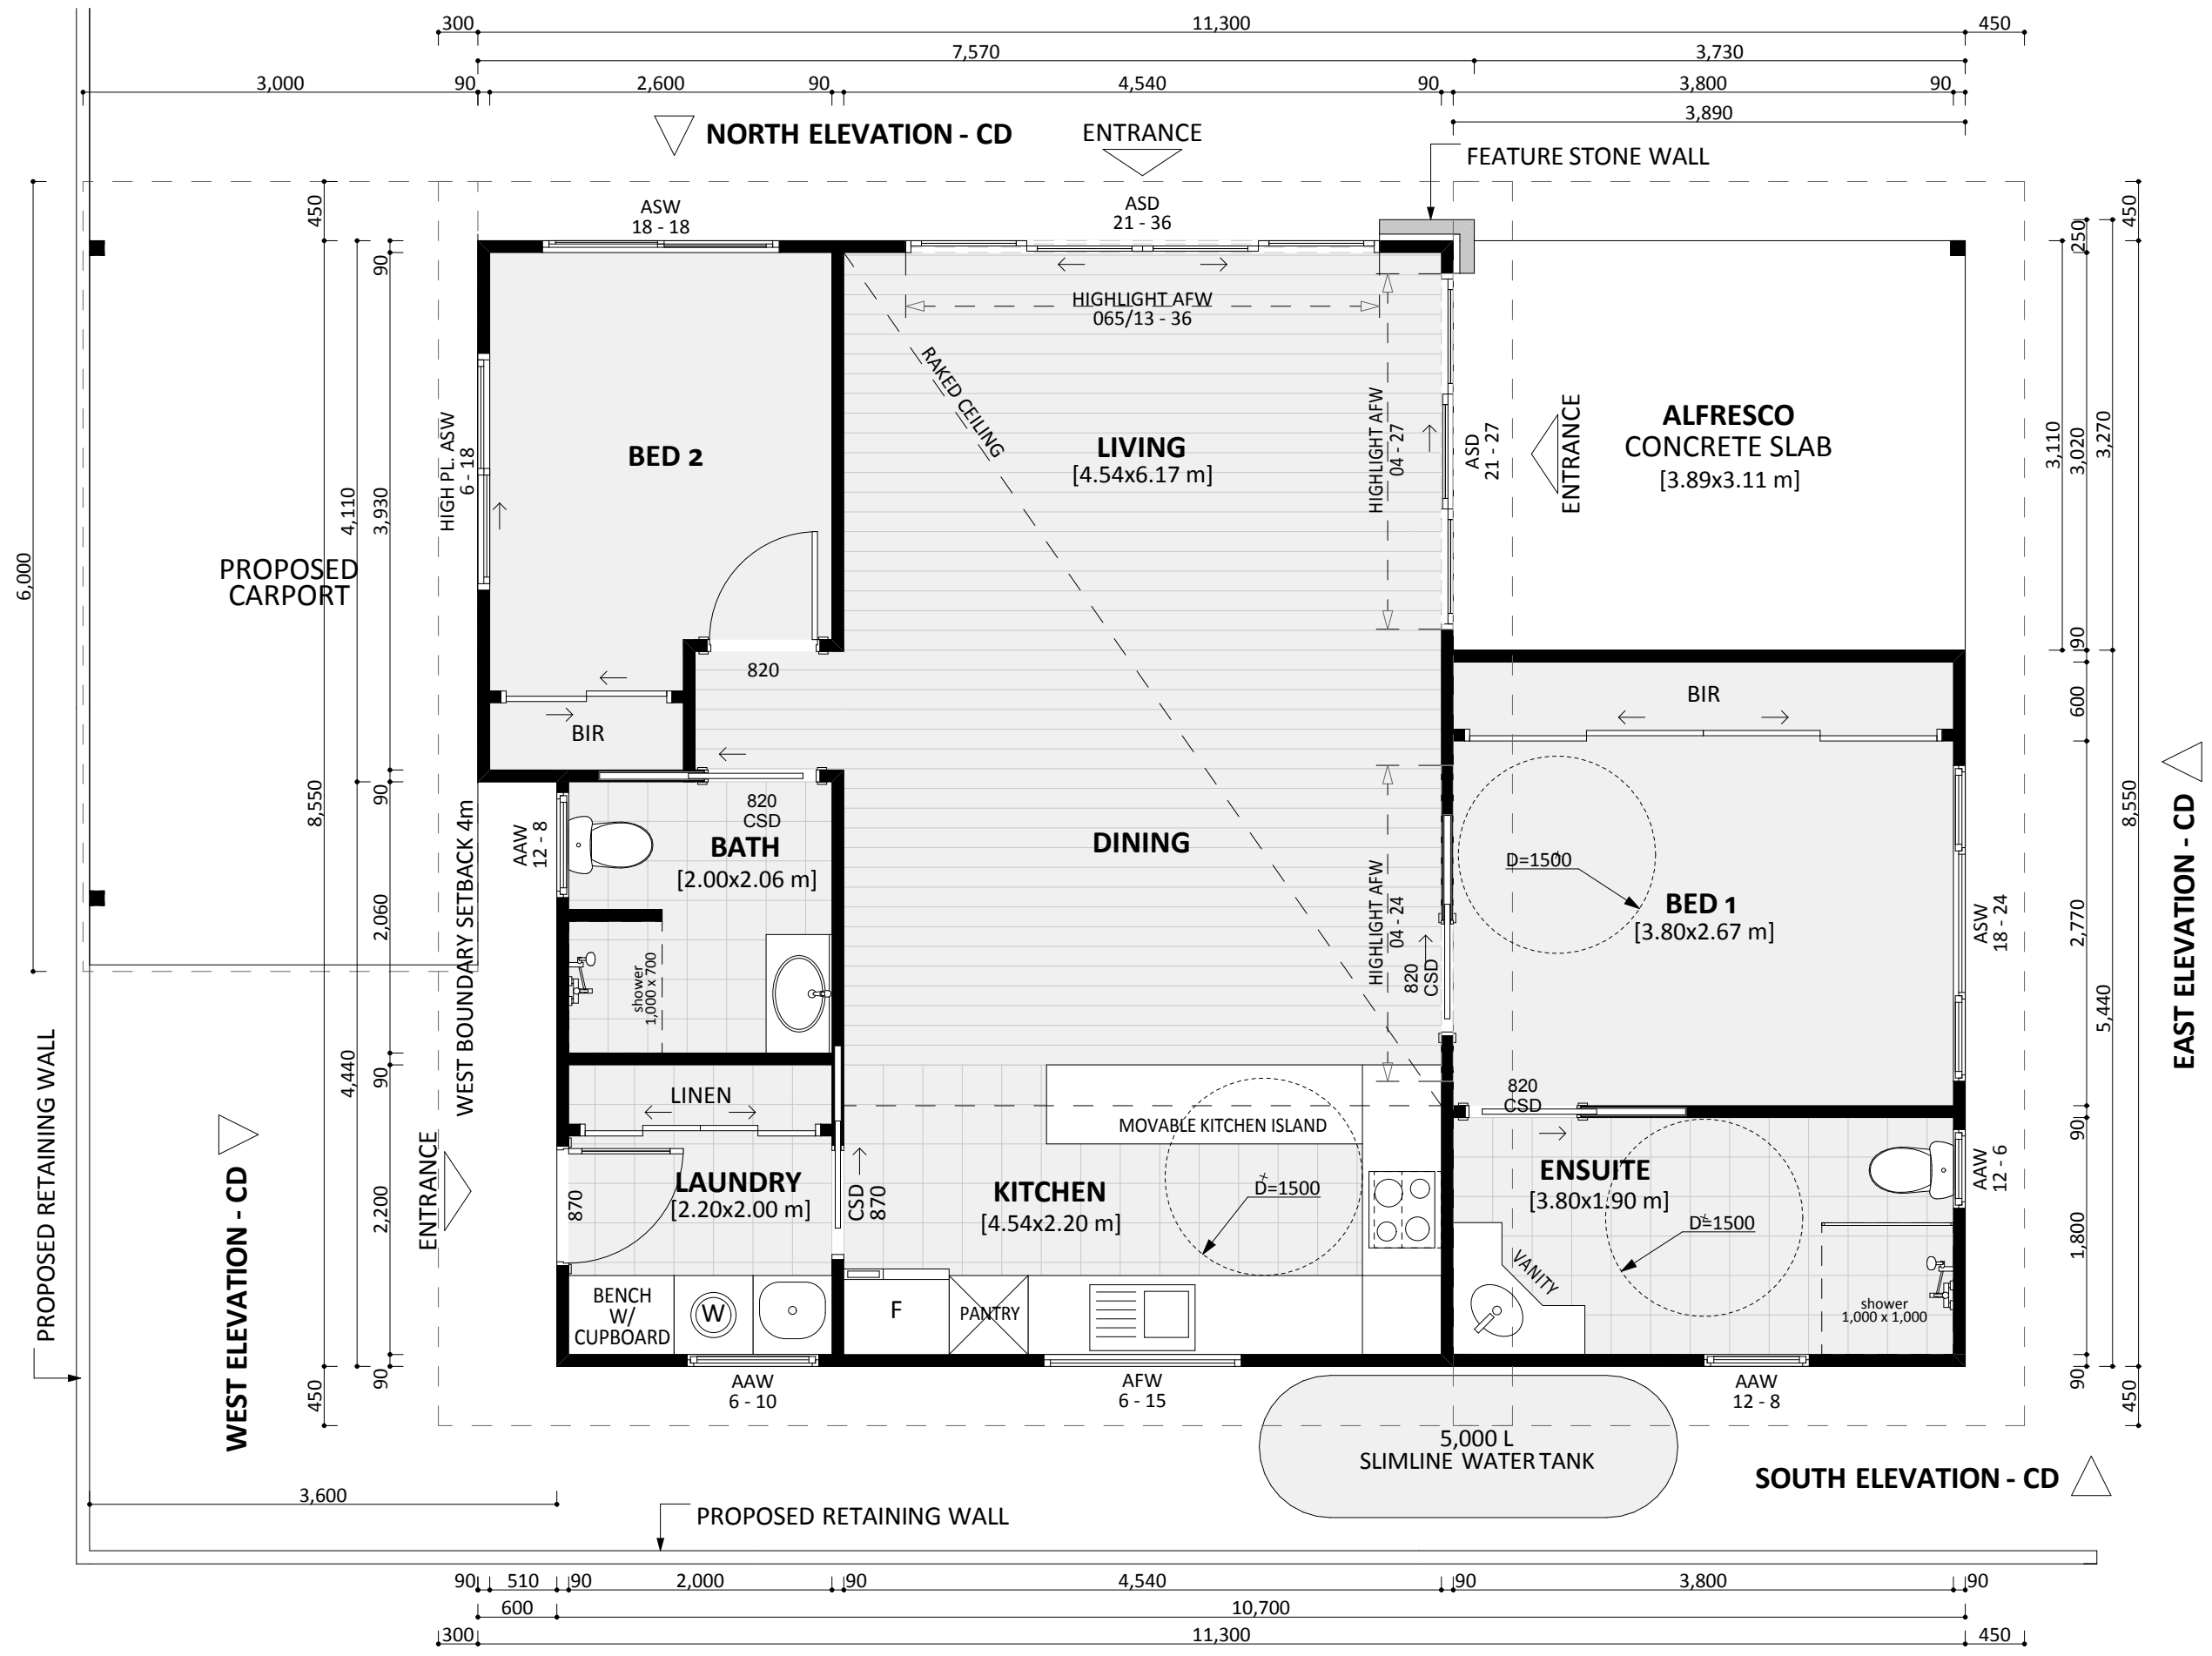 300
11,300
450
7,570
3,730
3,000
90
2,600
90
4,540
90
3,800
90
3,890
NORTH ELEVATION - CD
ENTRANCE
FEATURE STONE WALL
ASW
18 - 18
ASD
21 - 36
450
90
250
450
HIGHLIGHT AFW
065/13 - 36
RAKED CEILING
HIGH PL. ASW
6 - 18
BED 2
LIVING
[4.54x6.17 m]
HIGHLIGHT AFW
04 - 27
ASD
21 - 27
ENTRANCE
ALFRESCO
CONCRETE SLAB
[3.89x3.11 m]
3,110
3,020
3,270
4,110
3,930
6,000
PROPOSED
CARPORT
820
90
BIR
BIR
600
8,550
90
8,550
820
CSD
AAW
12 - 8
BATH
[2.00x2.06 m]
DINING
D=1500
BED 1
[3.80x2.67 m]
HIGHLIGHT AFW
04 - 24
820
CSD
ASW
18 - 24
2,770
EAST ELEVATION - CD
2,060
WEST BOUNDARY SETBACK 4m
shower
1,000 x 700
5,440
4,440
90
LINEN
MOVABLE KITCHEN ISLAND
820
CSD
90
PROPOSED RETAINING WALL
WEST ELEVATION - CD
ENTRANCE
2,200
870
LAUNDRY
[2.20x2.00 m]
CSD
870
KITCHEN
[4.54x2.20 m]
D=1500
ENSUITE
[3.80x1.90 m]
D=1500
AAW
12 - 6
1,800
VANITY
BENCH
W/
CUPBOARD
W
F
PANTRY
shower
1,000 x 1,000
90
450
AAW
6 - 10
AFW
6 - 15
AAW
12 - 8
90
450
5,000 L
SLIMLINE WATER TANK
SOUTH ELEVATION - CD
3,600
PROPOSED RETAINING WALL
90
510
90
2,000
90
4,540
90
3,800
90
600
10,700
300
11,300
450